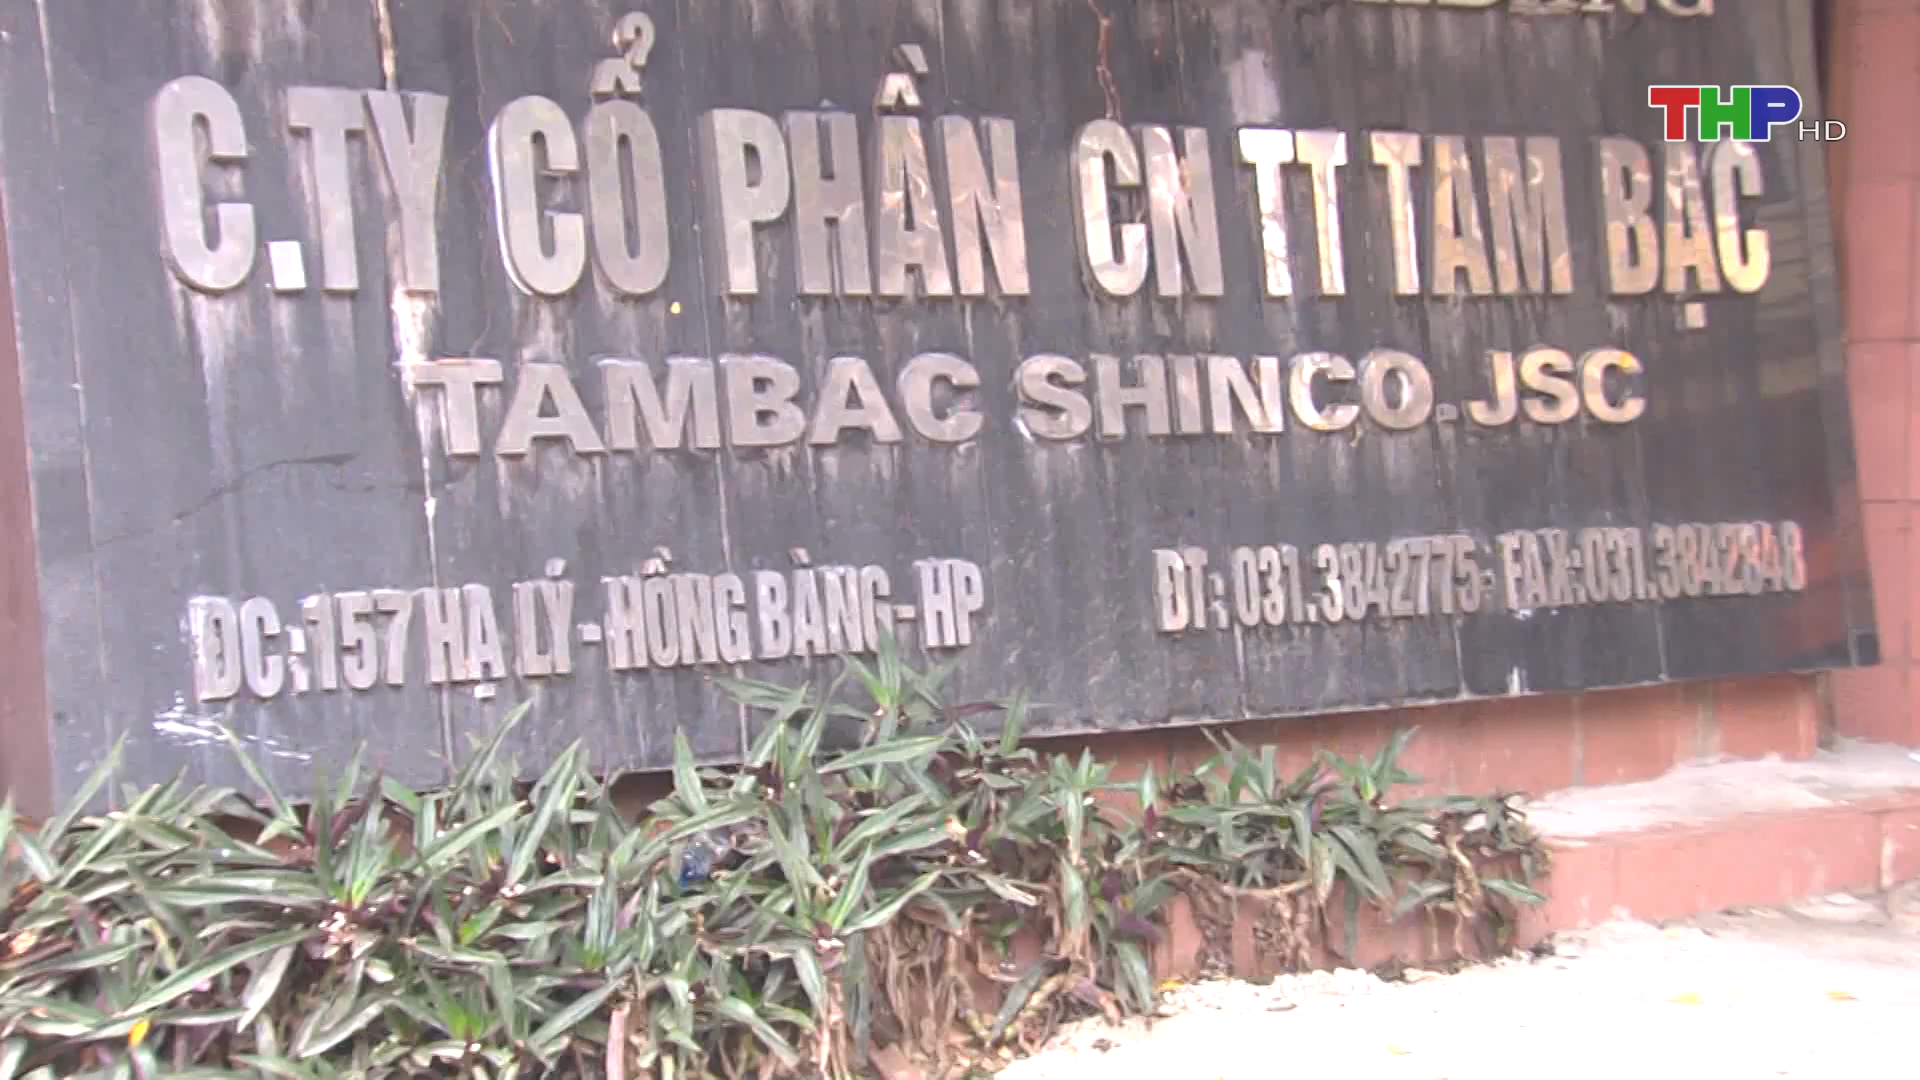 C.TY CỔ PHẦN CN TT TAM BẠC
TAMBAC SHINCO.JSC
ĐC: 157 HẠ LÝ - HỒNG BÀNG - HP
ĐT: 031.3842775- FAX:031.3842348
THP HD